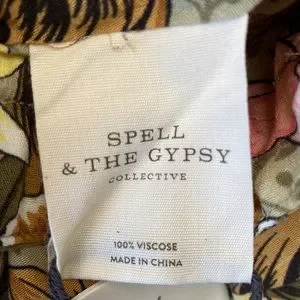 SPELL
& THE GYPSY
COLLECTIVE
100% VISCOSE
MADE IN CHINA